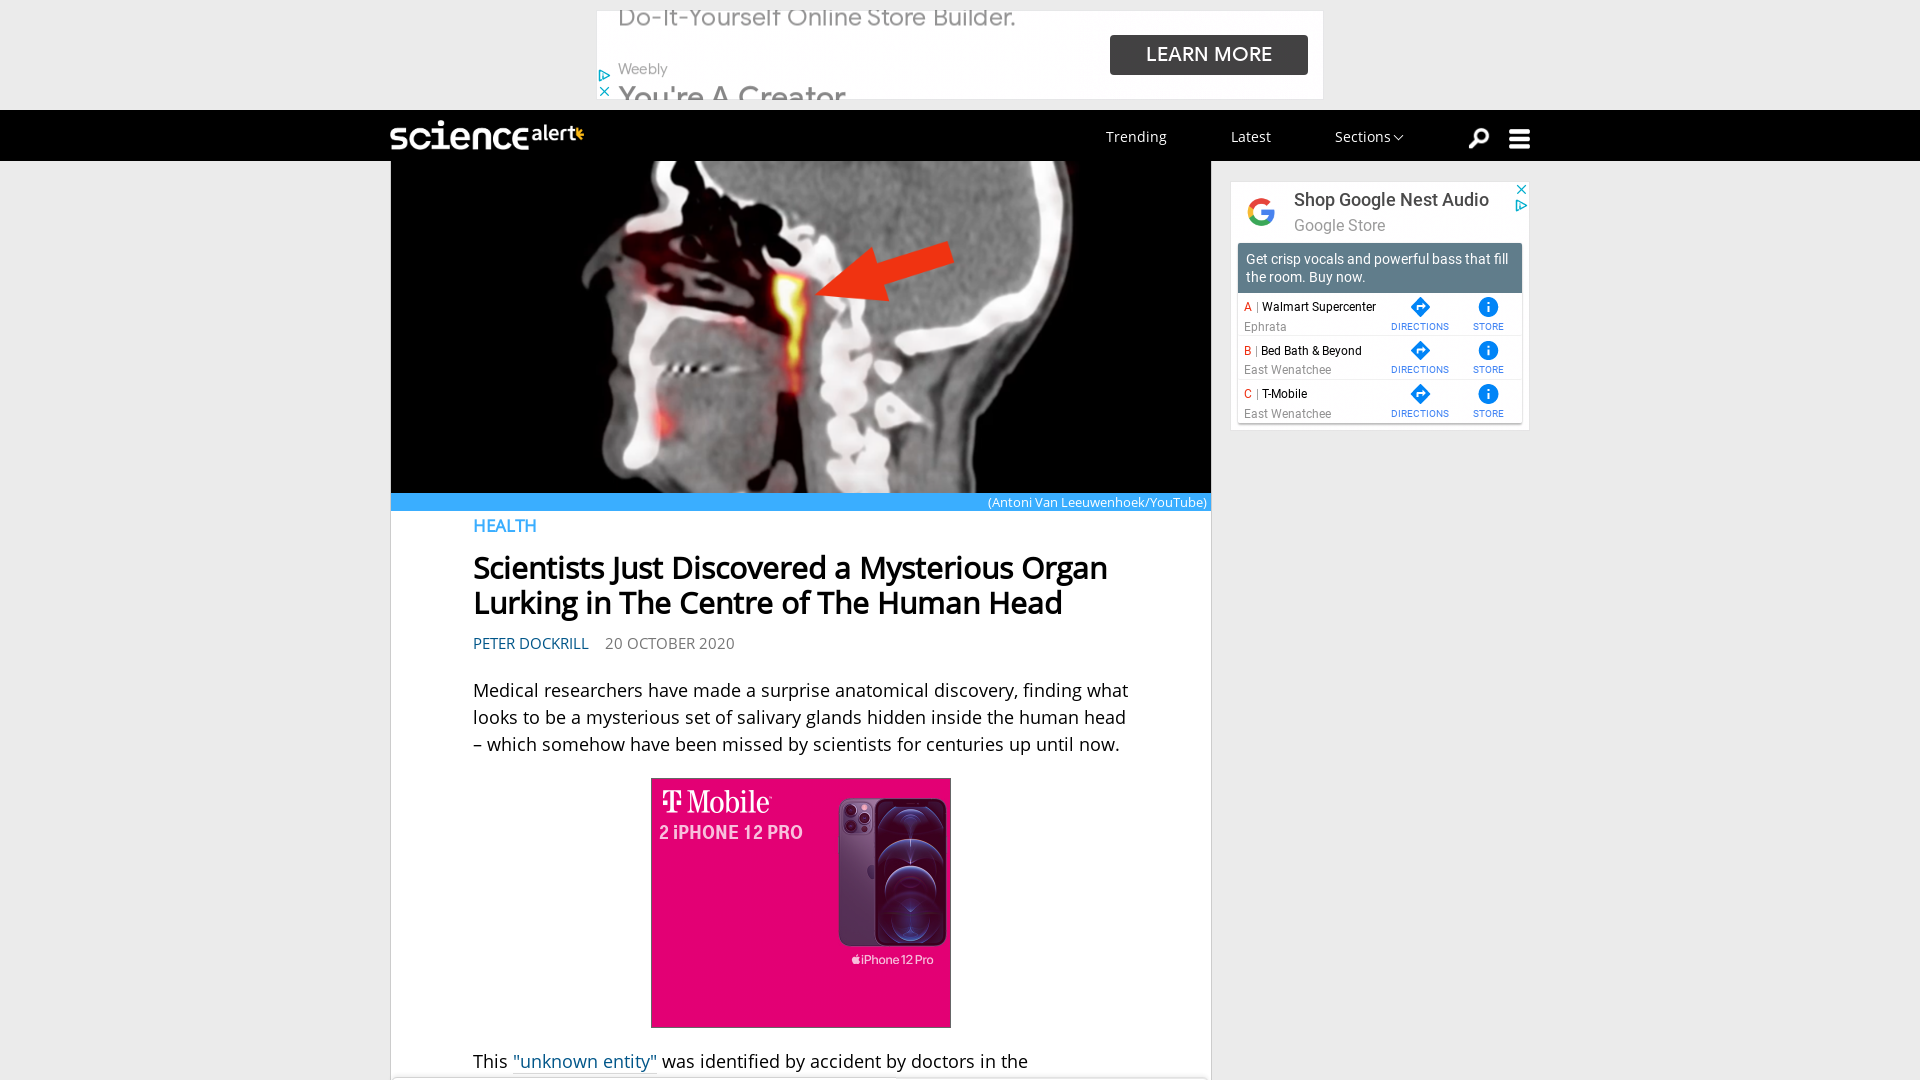 Do-It-Yourself Online Store Builder.
Weebly
You're A Creator
LEARN MORE
science alert
Trending
Latest
Sections
Shop Google Nest Audio
Google Store
Get crisp vocals and powerful bass that fill
the room. Buy now.
A | Walmart Supercenter
Ephrata
DIRECTIONS
STORE
B | Bed Bath & Beyond
East Wenatchee
DIRECTIONS
STORE
C | T-Mobile
East Wenatchee
DIRECTIONS
STORE
(Antoni Van Leeuwenhoek/YouTube)
HEALTH
Scientists Just Discovered a Mysterious Organ
Lurking in The Centre of The Human Head
PETER DOCKRILL 20 OCTOBER 2020
Medical researchers have made a surprise anatomical discovery, finding what
looks to be a mysterious set of salivary glands hidden inside the human head
– which somehow have been missed by scientists for centuries up until now.
T Mobile
2 iPHONE 12 PRO
iPhone 12 Pro
This "unknown entity" was identified by accident by doctors in the